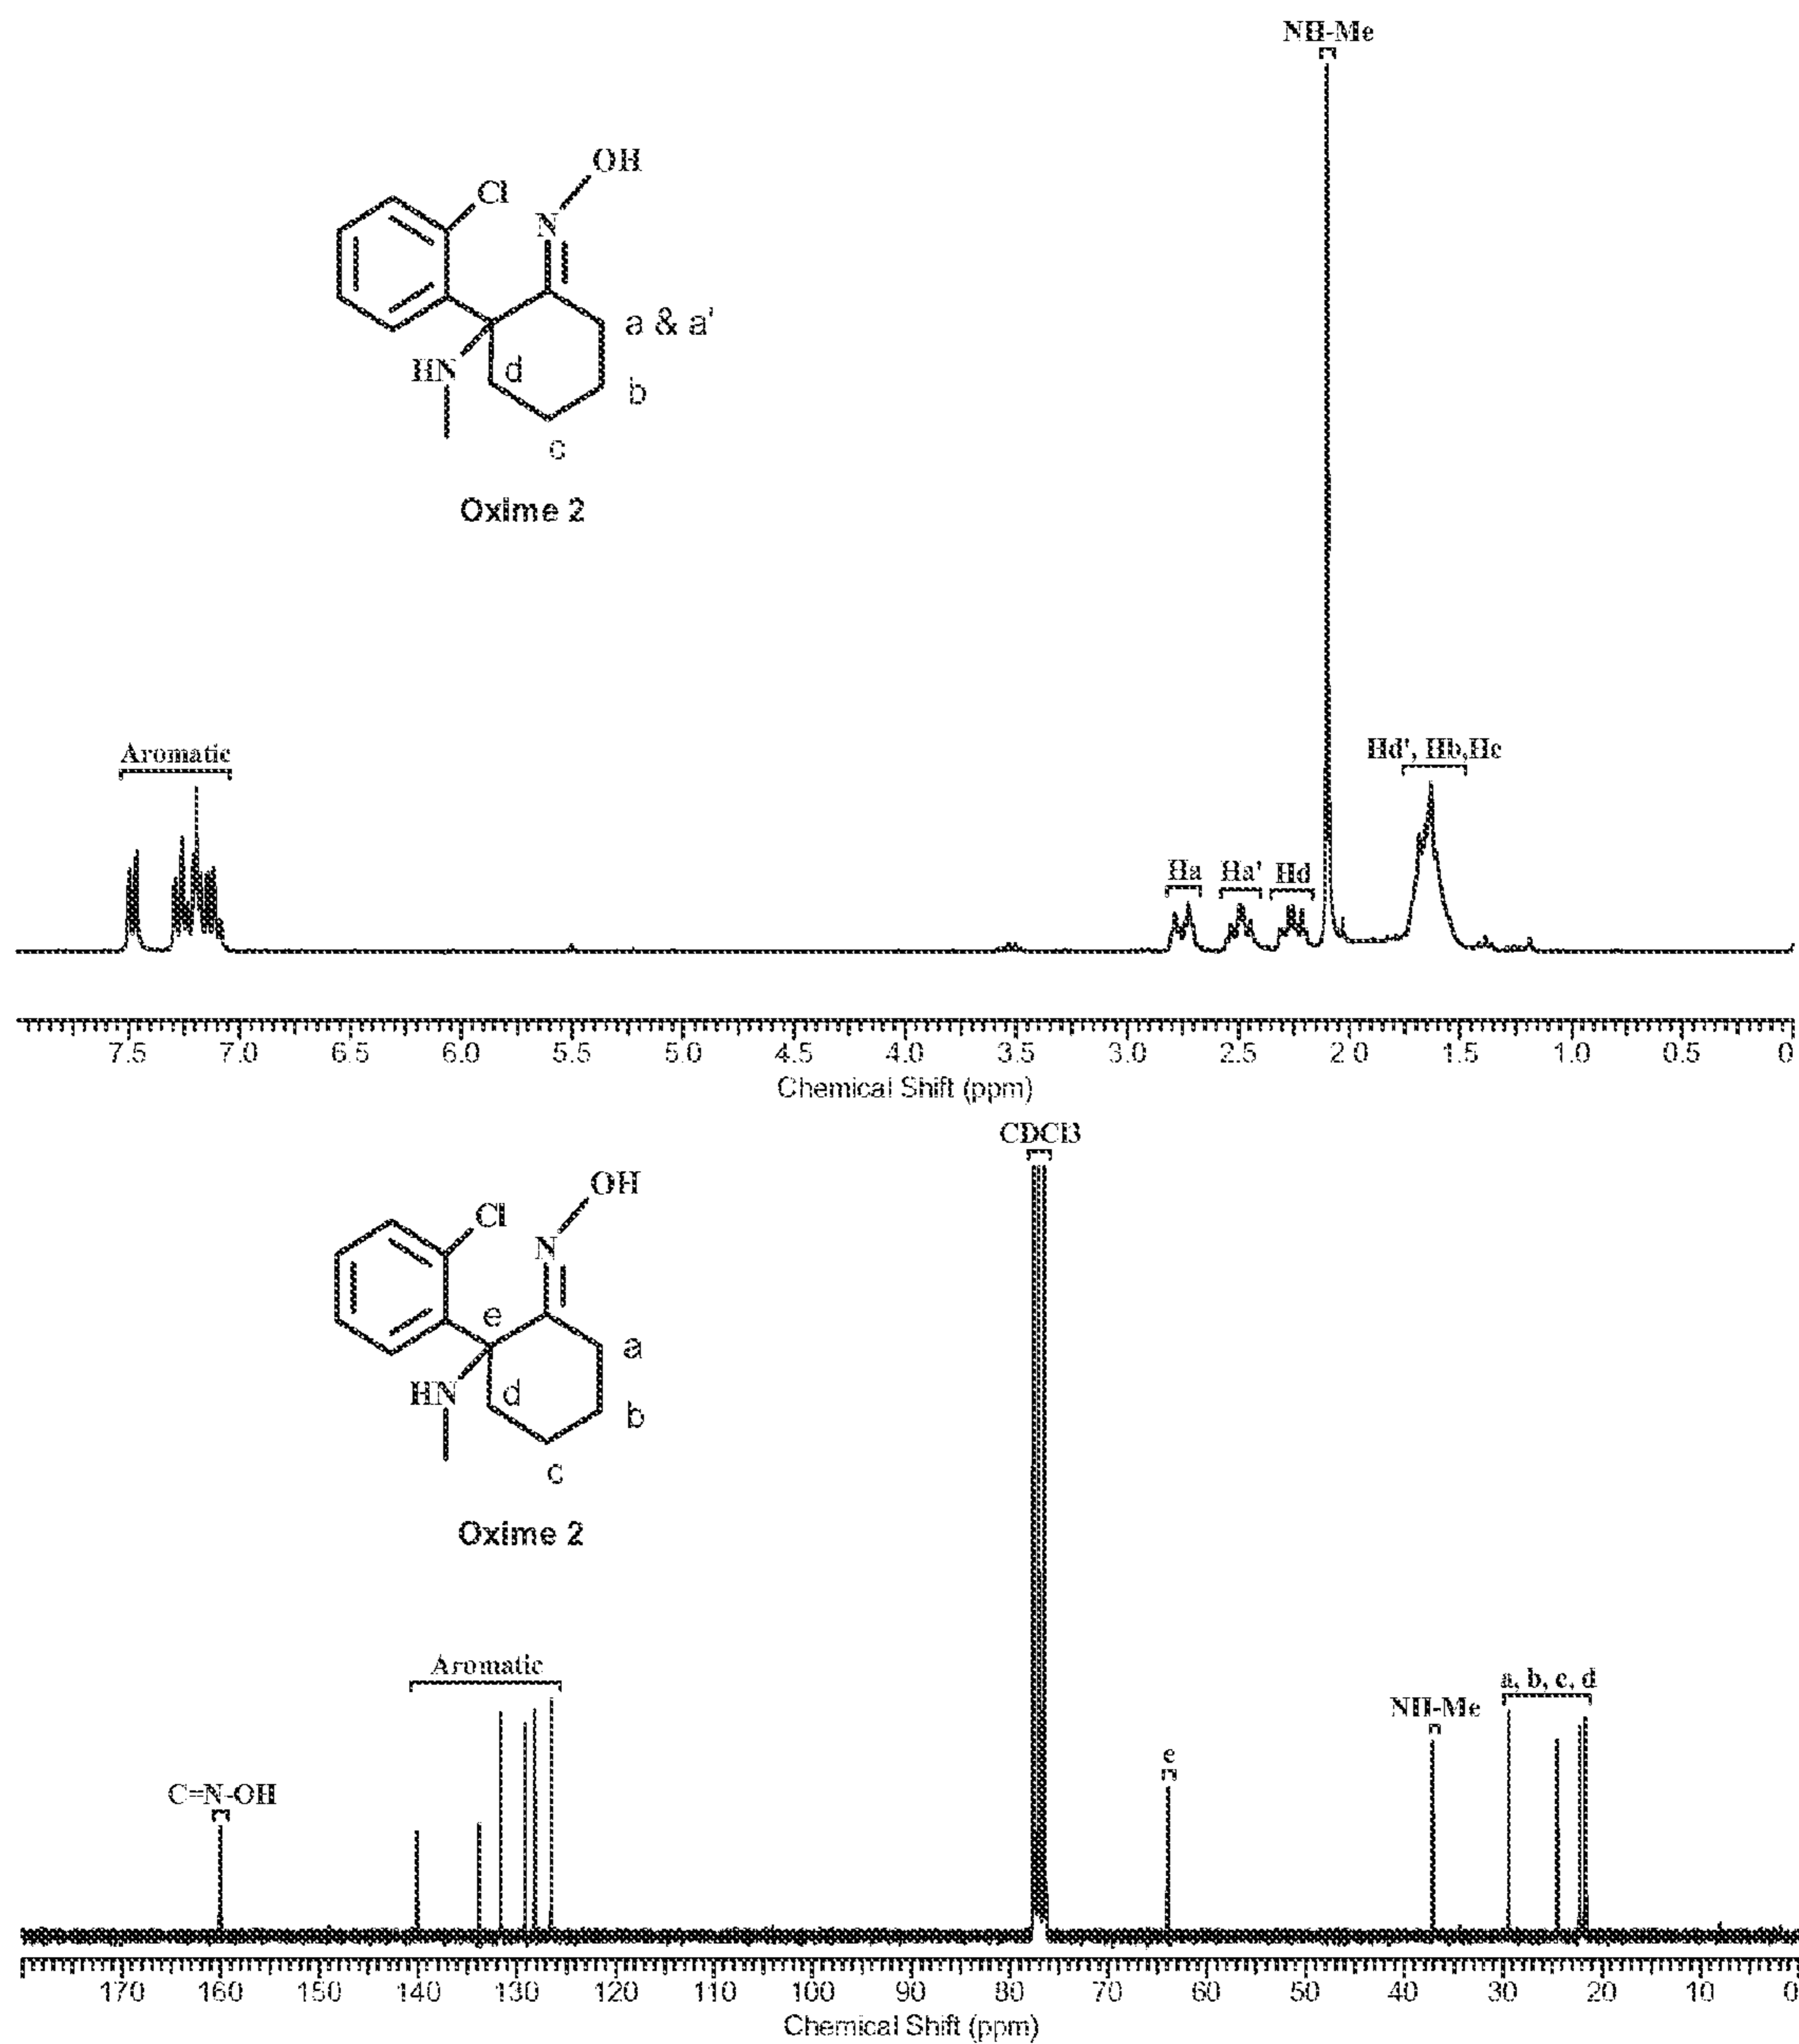 NH-Me
OH
Cl
N
a & a'
HN
d
b
c
Oxime 2
Aromatic
Hd', Hb,Hc
Ha
Ha'
Hd
7.5 7.0 6.5 6.0 5.5 5.0 4.5 4.0 3.5 3.0 2.5 2.0 1.5 1.0 0.5 0
Chemical Shift (ppm)
CDCl3
OH
Cl
N
e
a
HN
d
b
c
Oxime 2
Aromatic
a, b, c, d
NH-Me
e
C=N-OH
170 160 150 140 130 120 110 100 90 80 70 60 50 40 30 20 10 0
Chemical Shift (ppm)